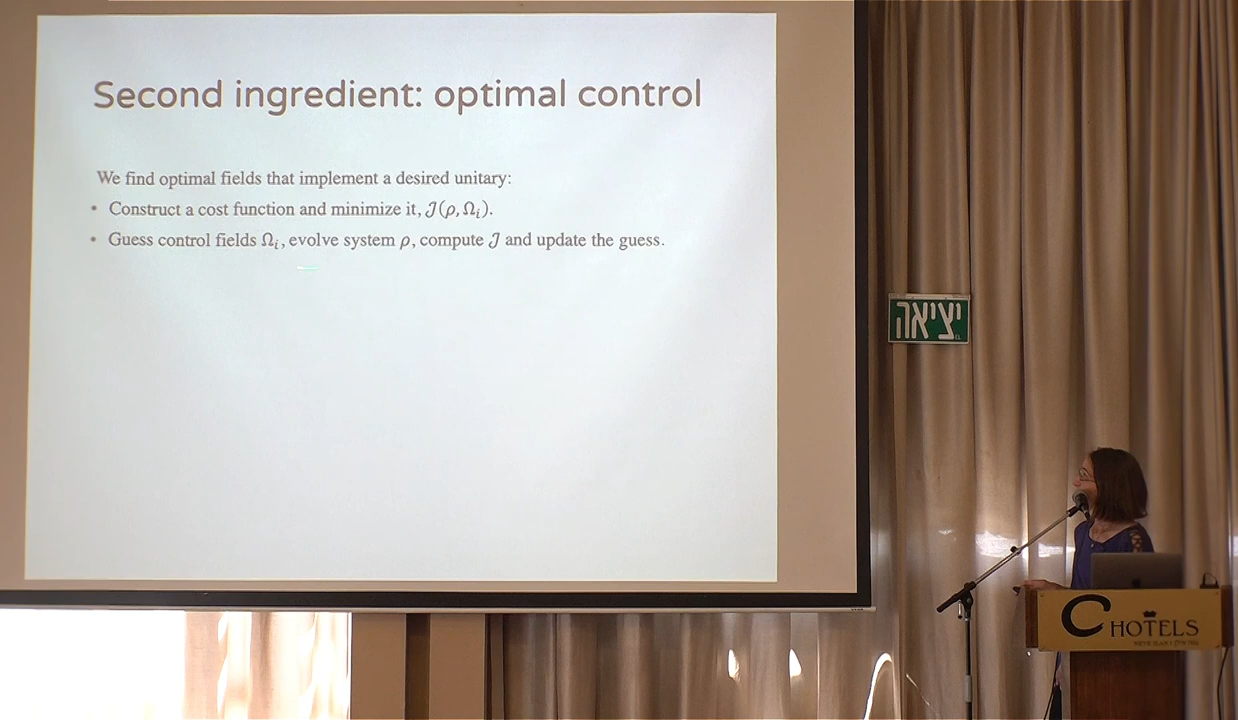 Second ingredient: optimal control
We find optimal fields that implement a desired unitary:
• Construct a cost function and minimize it, 𝒥(ρ, Ωᵢ).
• Guess control fields Ωᵢ, evolve system ρ, compute 𝒥 and update the guess.
יציאה
C HOTELS